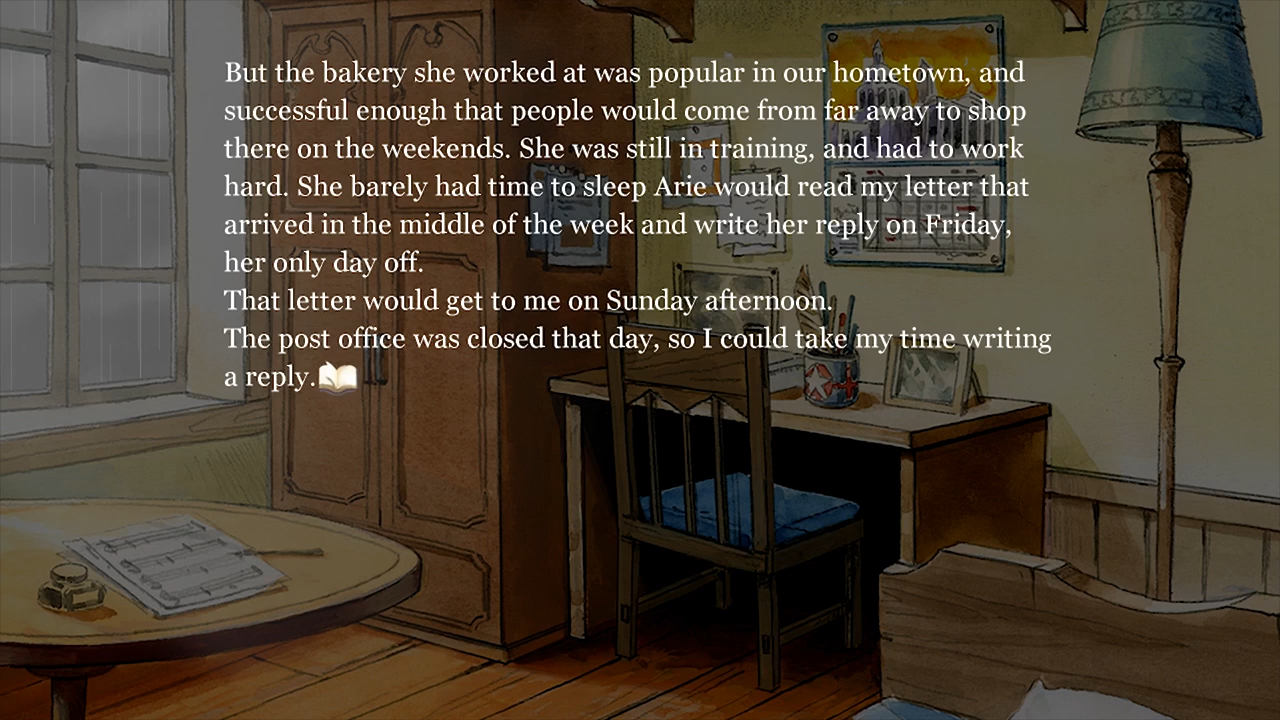 But the bakery she worked at was popular in our hometown, and
successful enough that people would come from far away to shop
there on the weekends. She was still in training, and had to work
hard. She barely had time to sleep Arie would read my letter that
arrived in the middle of the week and write her reply on Friday,
her only day off.
That letter would get to me on Sunday afternoon.
The post office was closed that day, so I could take my time writing
a reply.